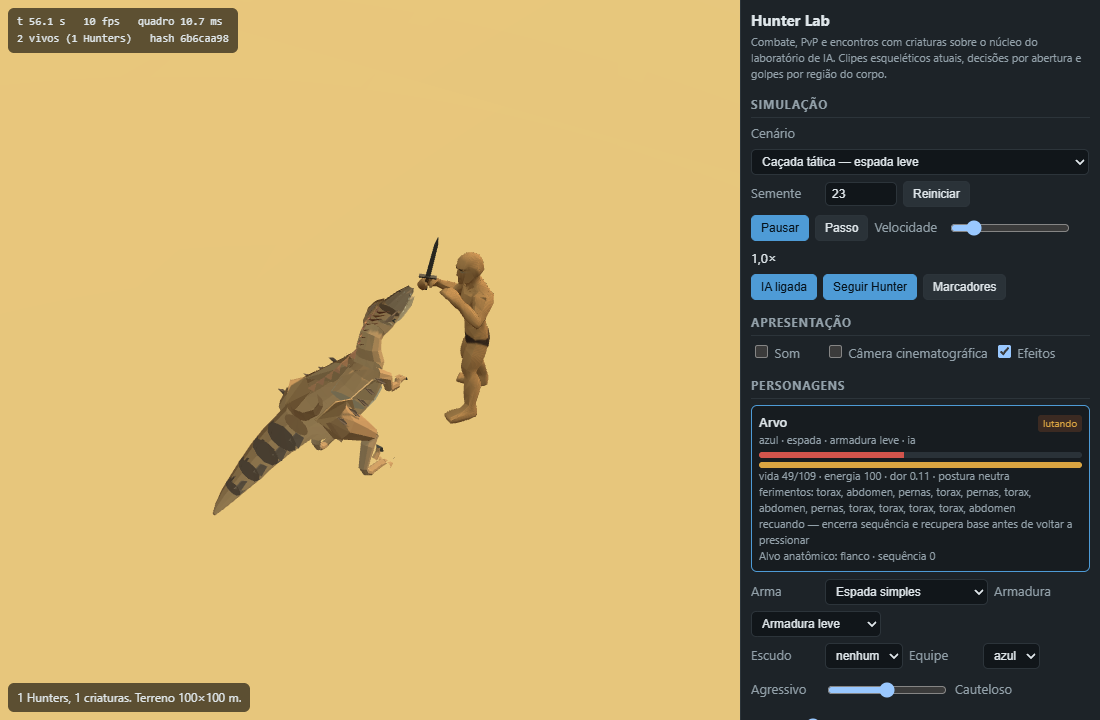 t 56.1 s   10 fps   quadro 10.7 ms
2 vivos (1 Hunters)   hash 6b6caa98
Hunter Lab
Combate, PvP e encontros com criaturas sobre o núcleo do
laboratório de IA. Clipes esqueléticos atuais, decisões por abertura e
golpes por região do corpo.
SIMULAÇÃO
Cenário
Caçada tática — espada leve
Semente 23 Reiniciar
Pausar Passo Velocidade
1,0×
IA ligada Seguir Hunter Marcadores
APRESENTAÇÃO
Som Câmera cinematográfica Efeitos
PERSONAGENS
Arvo lutando
azul · espada · armadura leve · ia
vida 49/109 · energia 100 · dor 0.11 · postura neutra
ferimentos: torax, abdomen, pernas, torax, pernas, torax,
abdomen, pernas, torax, torax, torax, torax, abdomen
recuando — encerra sequência e recupera base antes de voltar a
pressionar
Alvo anatômico: flanco · sequência 0
Arma Espada simples Armadura
Armadura leve
Escudo nenhum Equipe azul
Agressivo Cauteloso
1 Hunters, 1 criaturas. Terreno 100×100 m.